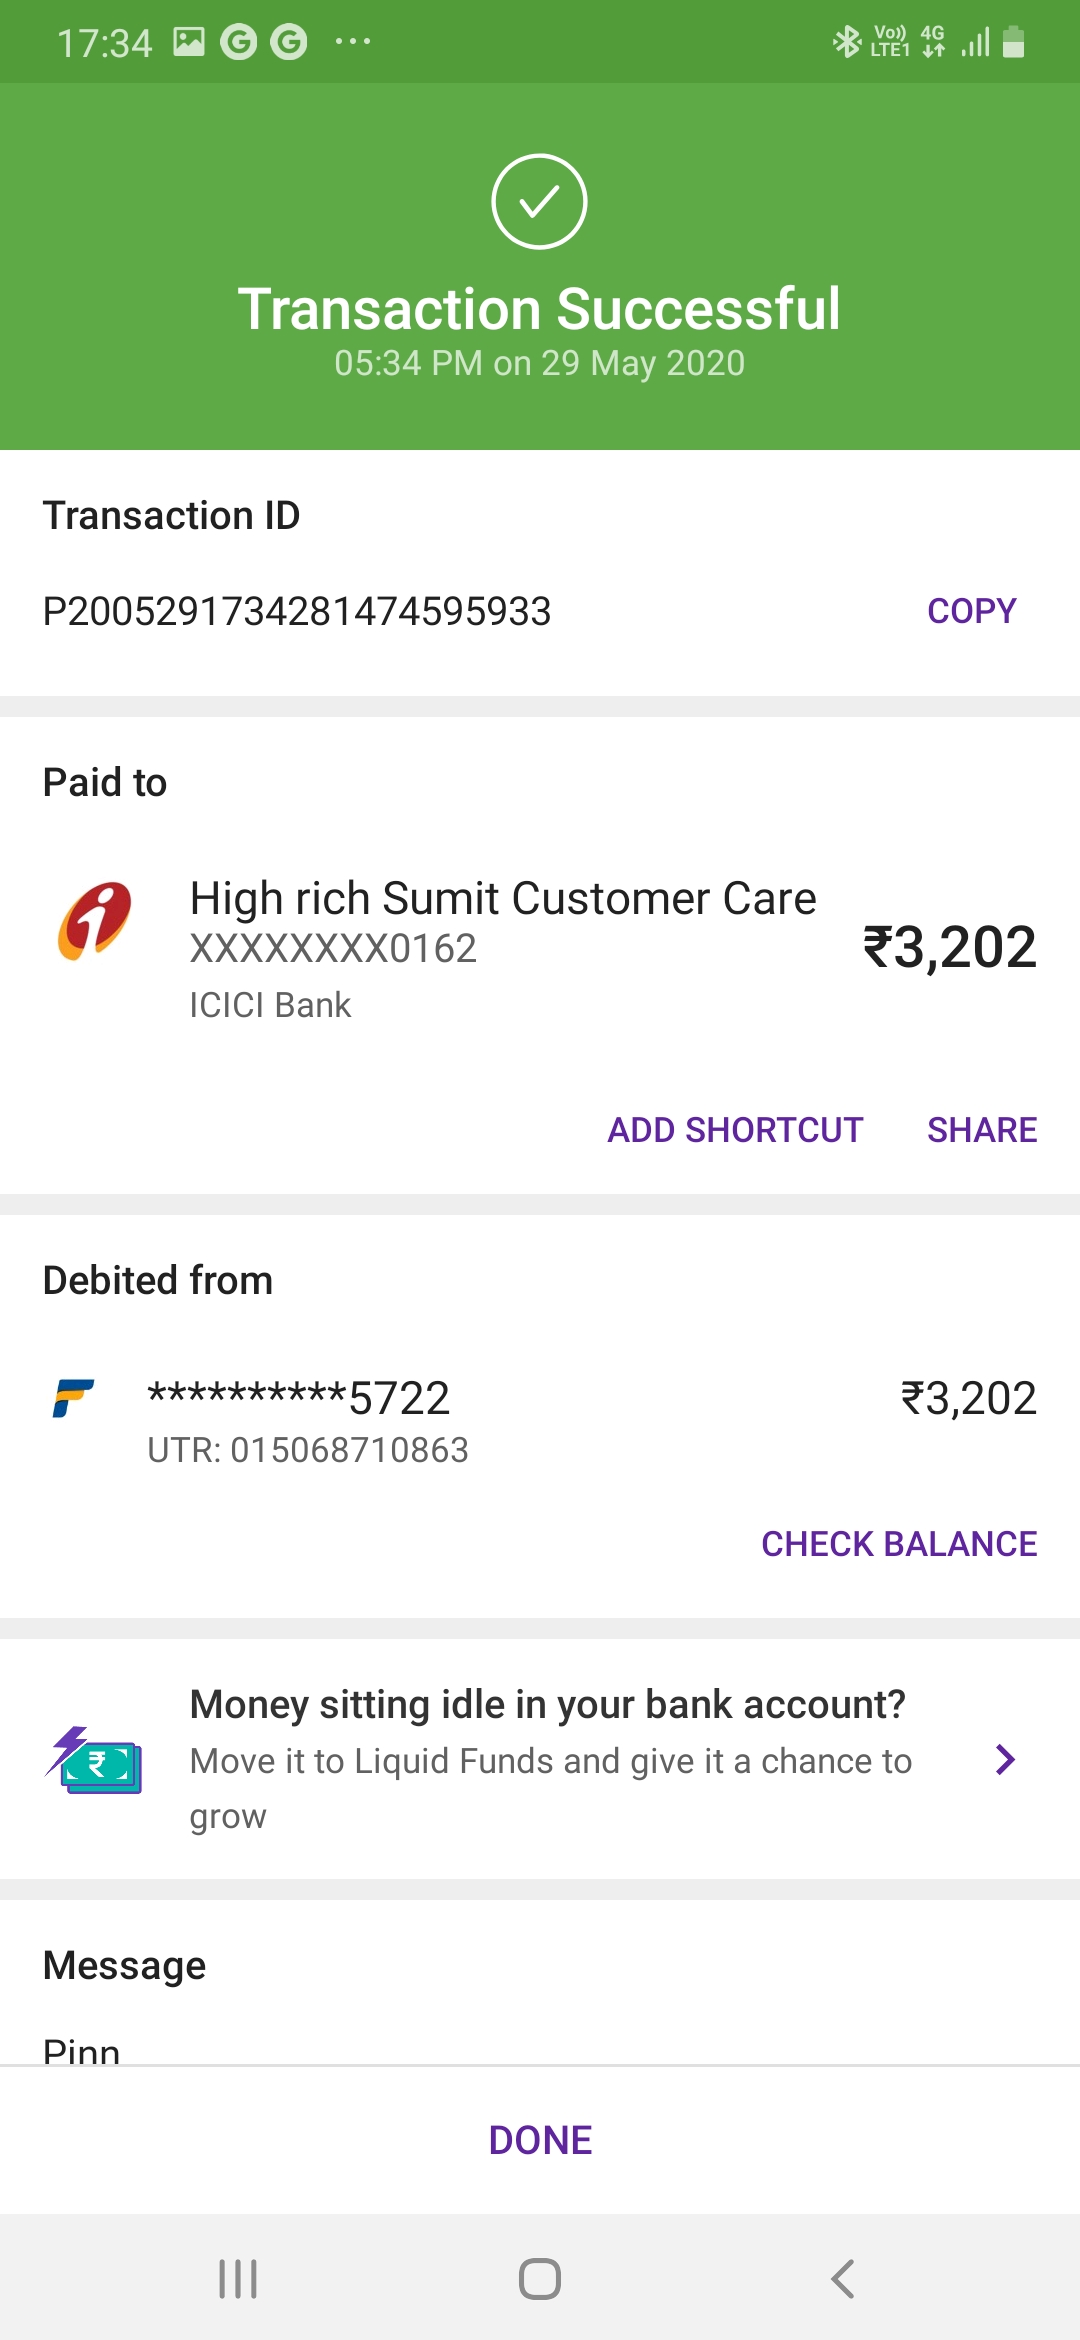 17:34
Vo)) LTE1 4G
Transaction Successful
05:34 PM on 29 May 2020
Transaction ID
P2005291734281474595933 COPY
Paid to
High rich Sumit Customer Care
XXXXXXXX0162
₹3,202
ICICI Bank
ADD SHORTCUT SHARE
Debited from
**********5722 ₹3,202
UTR: 015068710863
CHECK BALANCE
Money sitting idle in your bank account?
Move it to Liquid Funds and give it a chance to
grow
Message
Pinn
DONE